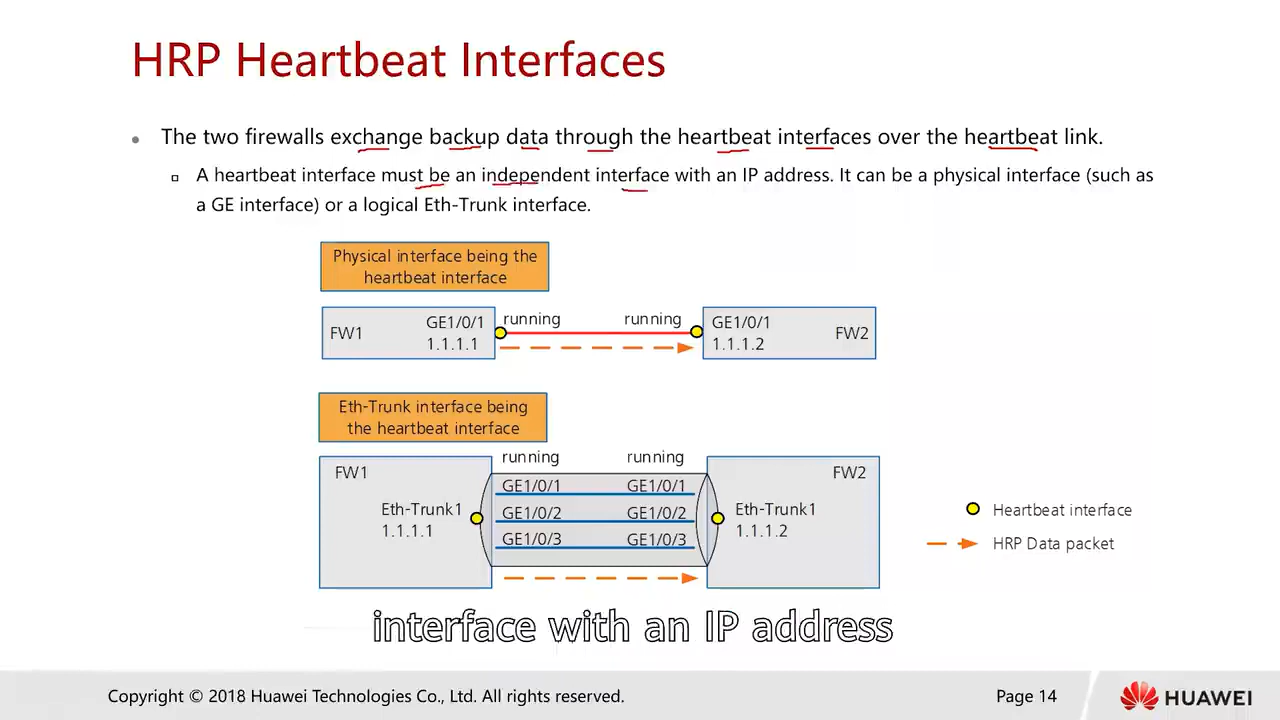 HRP Heartbeat Interfaces
The two firewalls exchange backup data through the heartbeat interfaces over the heartbeat link.
A heartbeat interface must be an independent interface with an IP address. It can be a physical interface (such as
a GE interface) or a logical Eth-Trunk interface.
Physical interface being the
heartbeat interface
FW1
GE1/0/1
1.1.1.1
running
running
GE1/0/1
1.1.1.2
FW2
Eth-Trunk interface being
the heartbeat interface
running
running
FW1
Eth-Trunk1
1.1.1.1
GE1/0/1
GE1/0/1
GE1/0/2
GE1/0/2
GE1/0/3
GE1/0/3
FW2
Eth-Trunk1
1.1.1.2
Heartbeat interface
HRP Data packet
interface with an IP address
Copyright © 2018 Huawei Technologies Co., Ltd. All rights reserved.
Page 14
HUAWEI